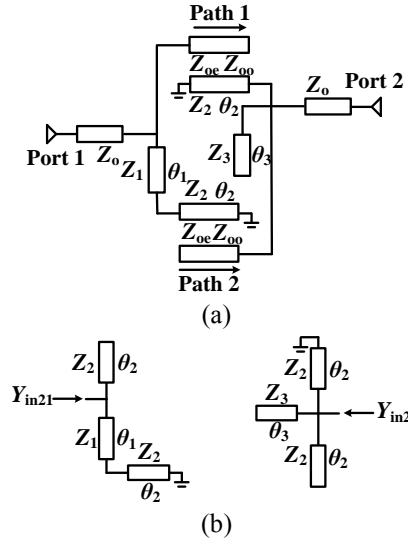 Path 1
Zoe Zoo
Z2 θ2
Zo
Port 2
Port 1
Zo
Z1 θ1
Z3 θ3
Z2 θ2
Zoe Zoo
Path 2
(a)
Z2 θ2
Yin21
Z1 θ1
Z2
θ2
Z2 θ2
Z3
θ3
Yin2
Z2 θ2
(b)